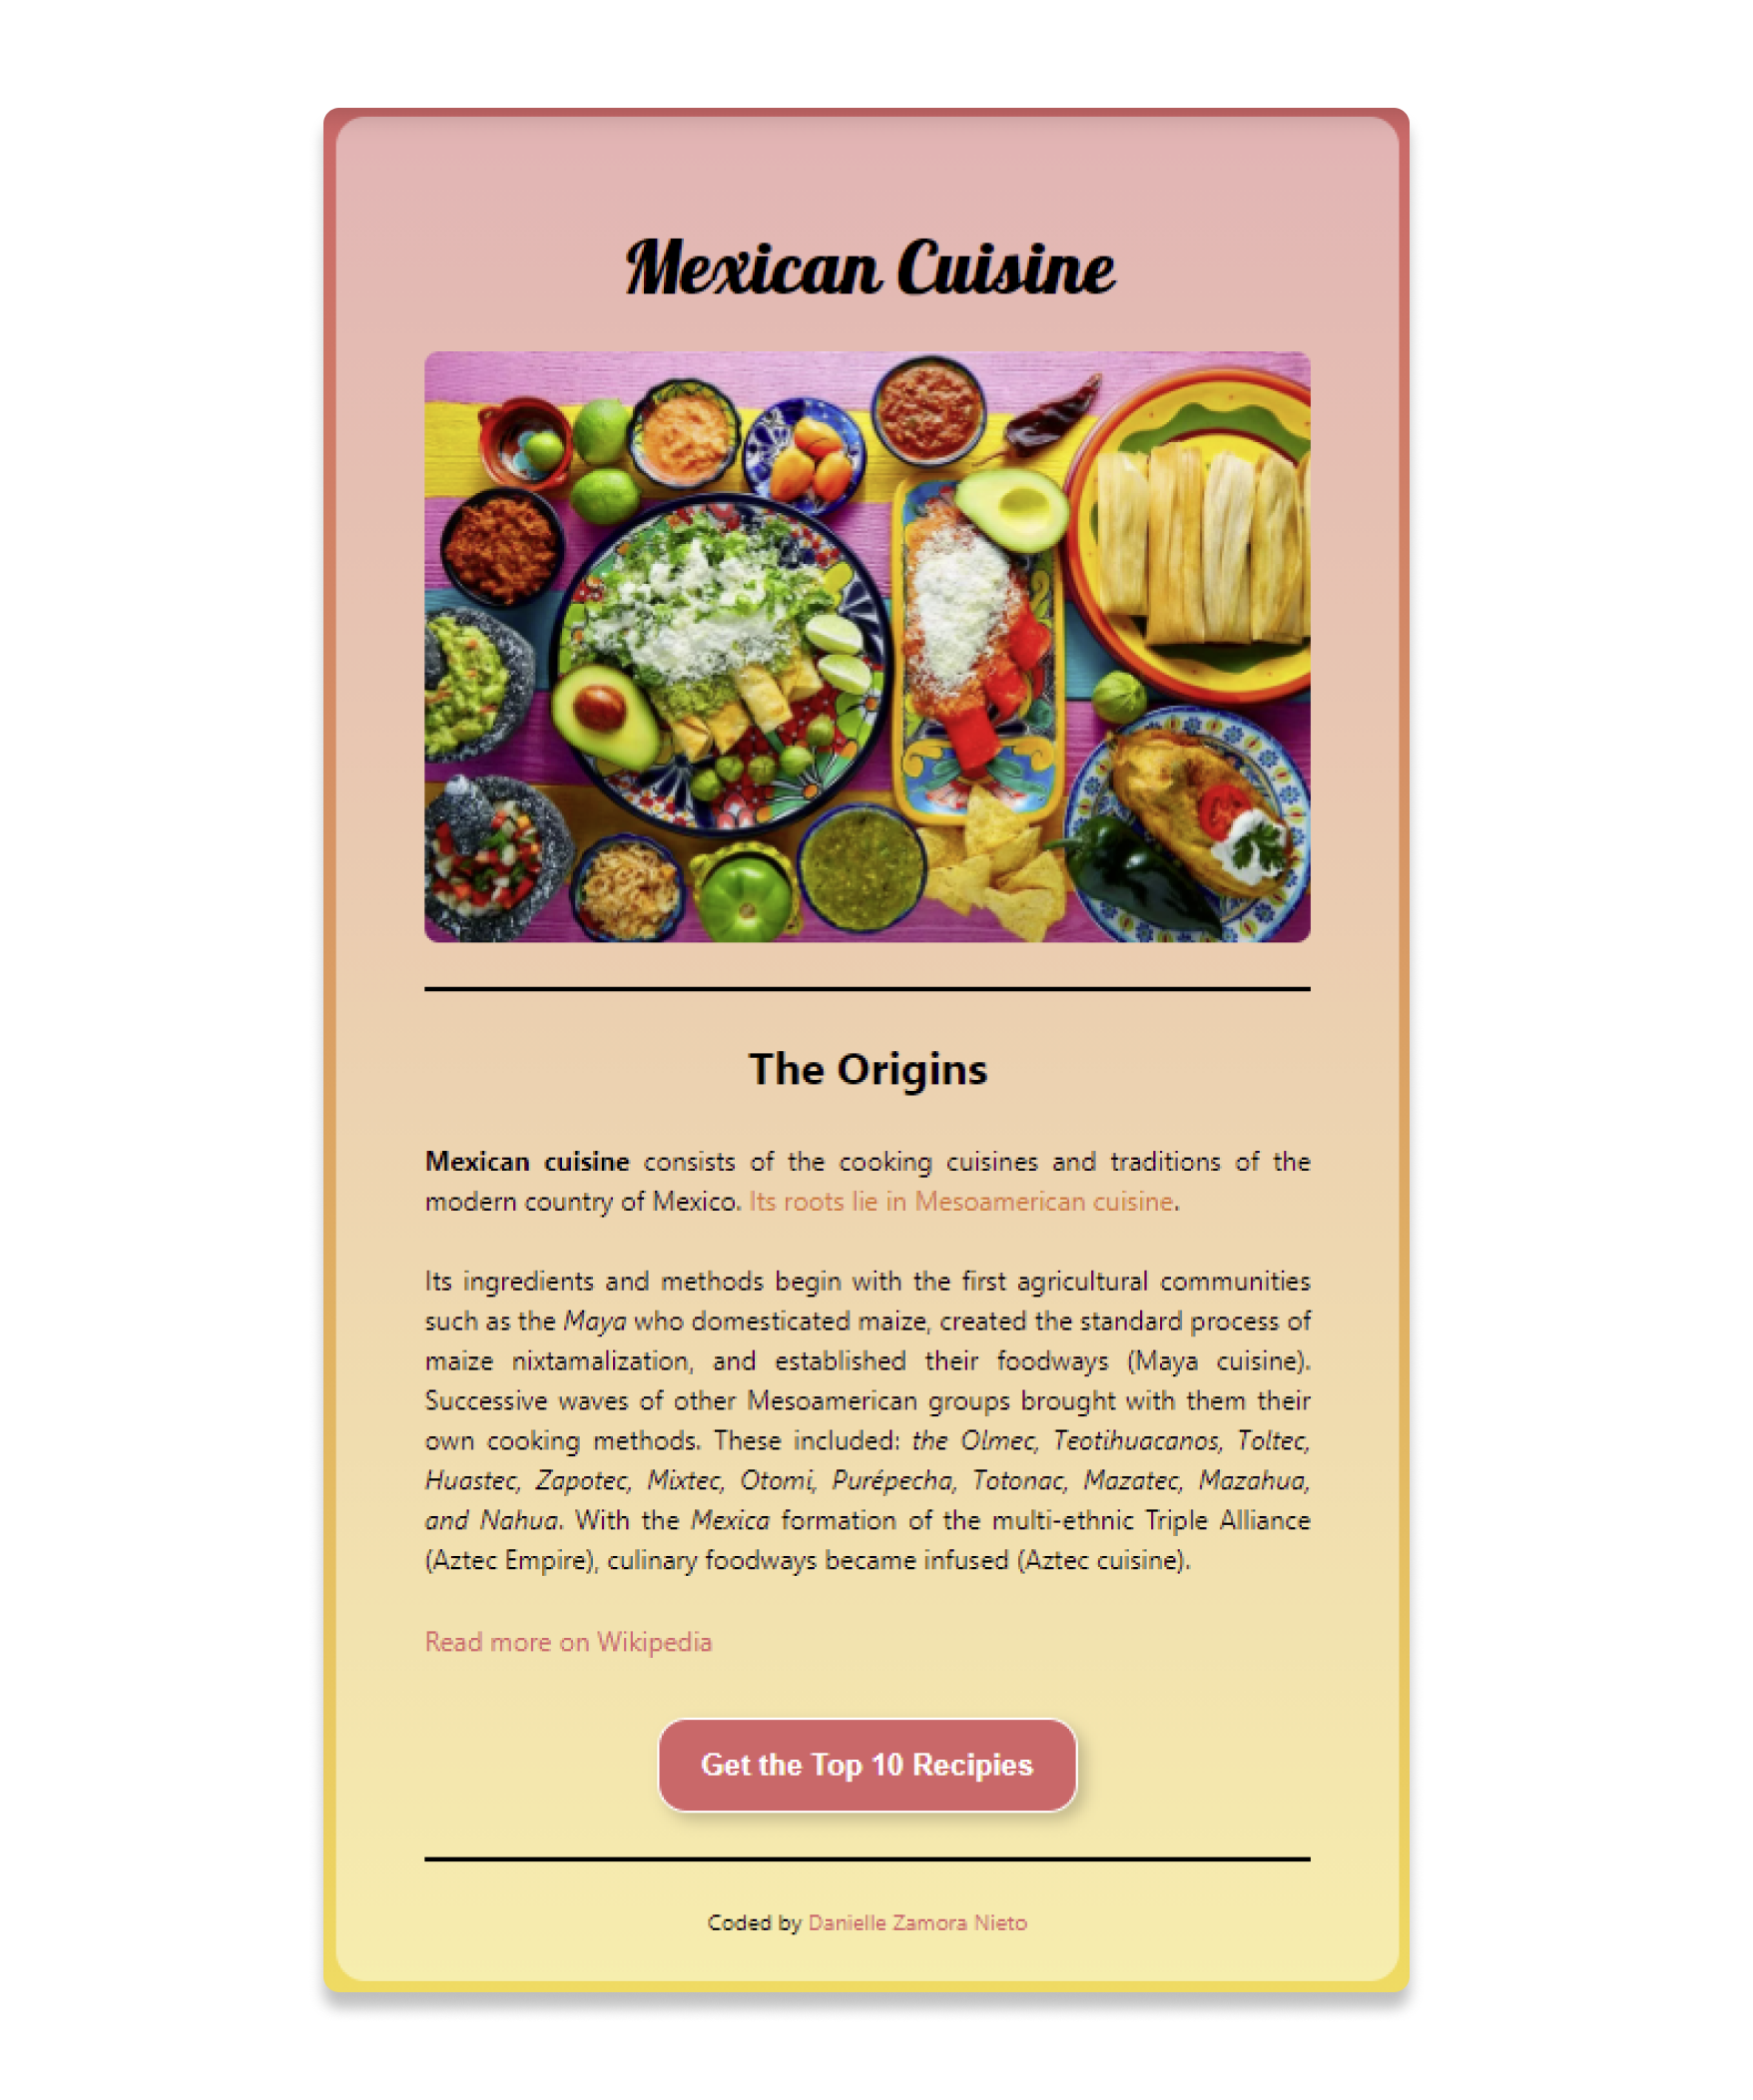 Mexican Cuisine
The Origins
Mexican cuisine consists of the cooking cuisines and traditions of the
modern country of Mexico. Its roots lie in Mesoamerican cuisine.
Its ingredients and methods begin with the first agricultural communities
such as the Maya who domesticated maize, created the standard process of
maize nixtamalization, and established their foodways (Maya cuisine).
Successive waves of other Mesoamerican groups brought with them their
own cooking methods. These included: the Olmec, Teotihuacanos, Toltec,
Huastec, Zapotec, Mixtec, Otomi, Purépecha, Totonac, Mazatec, Mazahua,
and Nahua. With the Mexica formation of the multi-ethnic Triple Alliance
(Aztec Empire), culinary foodways became infused (Aztec cuisine).
Read more on Wikipedia
Get the Top 10 Recipies
Coded by Danielle Zamora Nieto